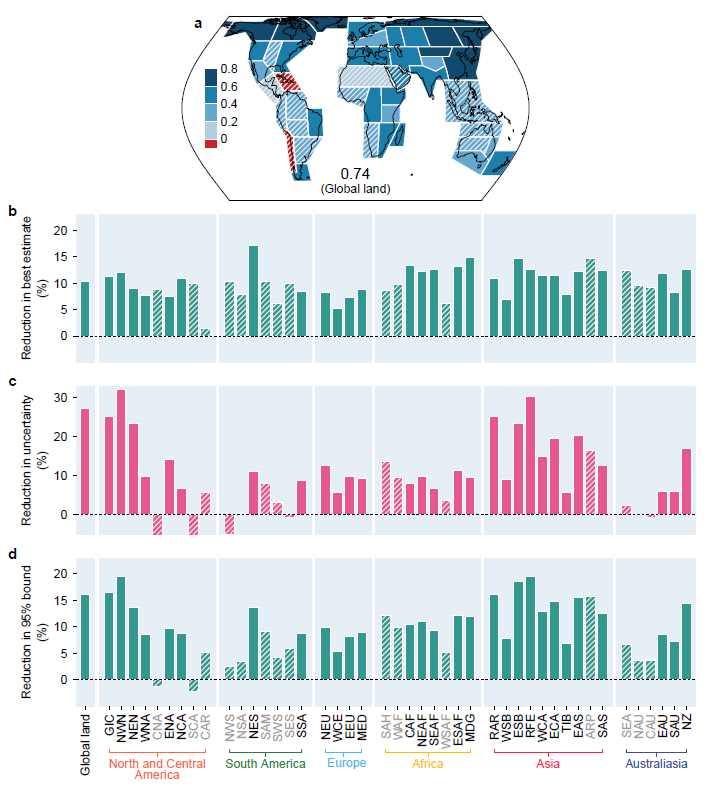 a
0.8
0.6
0.4
0.2
0
0.74
(Global land)
b
Reduction in best estimate
(%)
20
15
10
5
0
c
Reduction in uncertainty
(%)
30
20
10
0
d
Reduction in 95% bound
(%)
20
15
10
5
0
Global land
GIC
NWN
NEN
WNA
CNA
ENA
NCA
SCA
CAR
NWS
NSA
NES
SAM
SWS
SES
SSA
NEU
WCE
EEU
MED
SAH
WAF
CAF
NEAF
SEAF
WSAF
ESAF
MDG
RAR
WSB
ESB
RFE
WCA
ECA
TIB
EAS
ARP
SAS
SEA
NAU
CAU
EAU
SAU
NZ
North and Central
America
South America
Europe
Africa
Asia
Australiasia